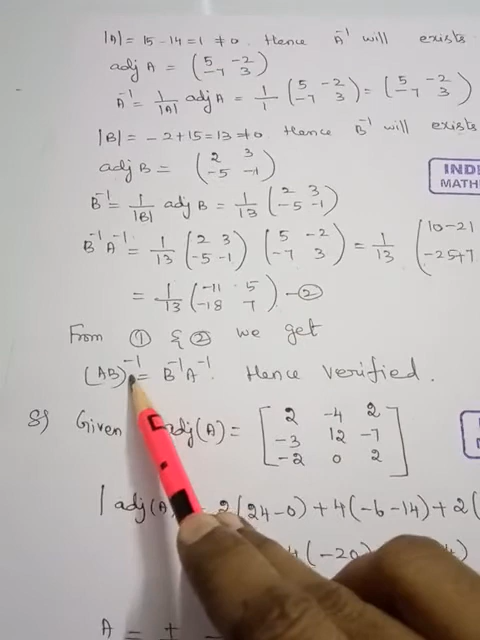 |A| = 15 - 14 = 1 ≠ 0. Hence A⁻¹ will exists
adj A = (5 -2
-7 3)
A⁻¹ = 1/|A| adj A = 1/1 (5 -2 = (5 -2
-7 3) -7 3)
|B| = -2 + 15 = 13 ≠ 0 Hence B⁻¹ will exists
adj B = (2 3
-5 -1)
INDE
MATH
B⁻¹ = 1/|B| adj B = 1/13 (2 3
-5 -1)
B⁻¹A⁻¹ = 1/13 (2 3 (5 -2 = 1/13 (10-21
-5 -1) -7 3) -25+7
= 1/13 (-11 5 - ②
-18 7)
From ① & ② we get
(AB)⁻¹ = B⁻¹A⁻¹. Hence verified.
8) Given adj(A) = [2 -4 2
-3 12 -7
-2 0 2]
|adj(A) 2(24-0) + 4(-6-14) + 2(
(-20)
A = ±